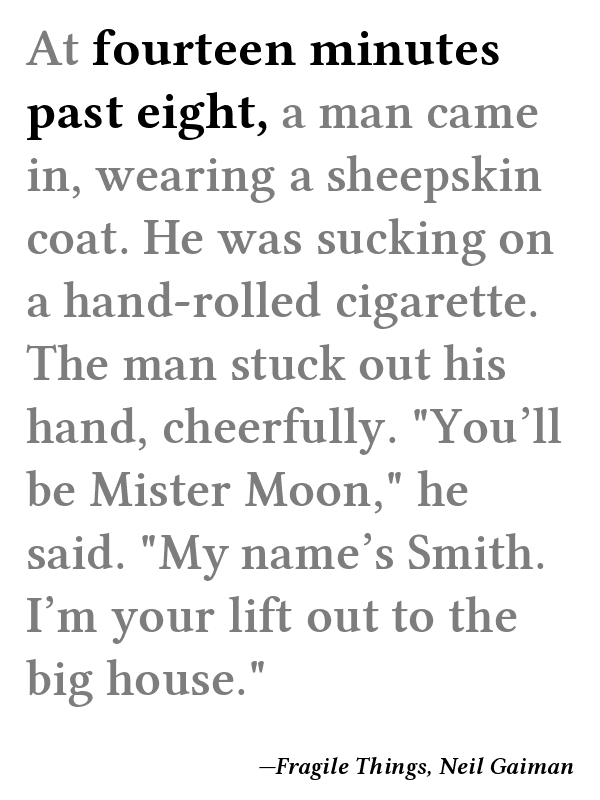 At fourteen minutes
past eight, a man came
in, wearing a sheepskin
coat. He was sucking on
a hand-rolled cigarette.
The man stuck out his
hand, cheerfully. "You’ll
be Mister Moon," he
said. "My name’s Smith.
I’m your lift out to the
big house."
—Fragile Things, Neil Gaiman